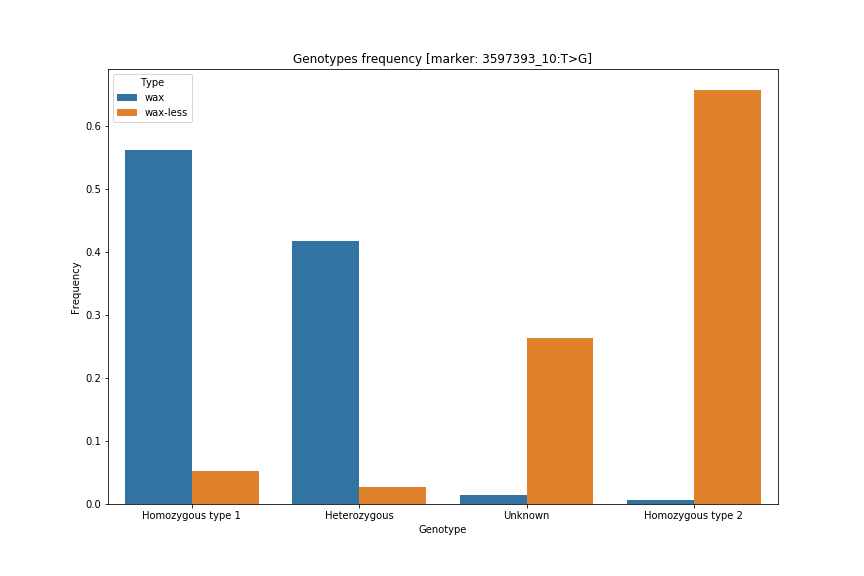 Genotypes frequency [marker: 3597393_10:T>G]
Type
wax
wax-less
0.6
0.5
0.4
0.3
0.2
0.1
0.0
Frequency
Homozygous type 1
Heterozygous
Unknown
Homozygous type 2
Genotype